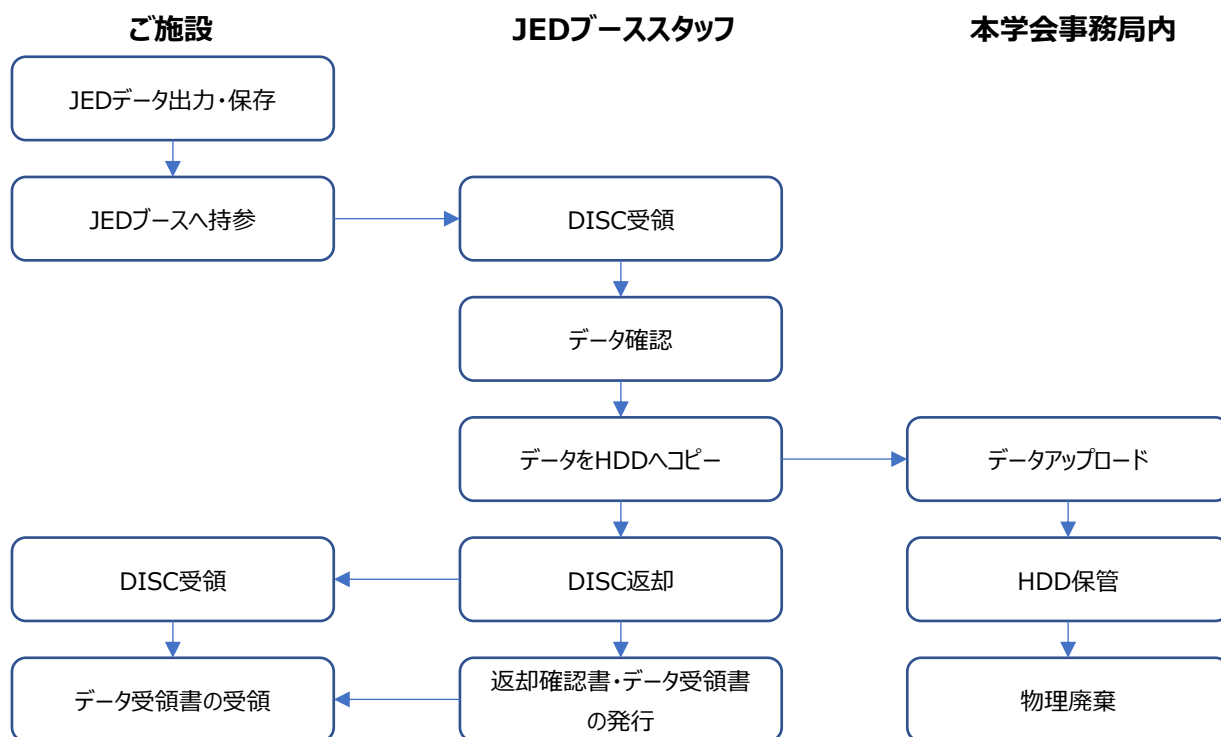 ご施設
JEDブーススタッフ
本学会事務局内
JEDデータ出力・保存
JEDブースへ持参
DISC受領
データ確認
データをHDDへコピー
データアップロード
DISC受領
DISC返却
HDD保管
データ受領書の受領
返却確認書・データ受領書
の発行
物理廃棄